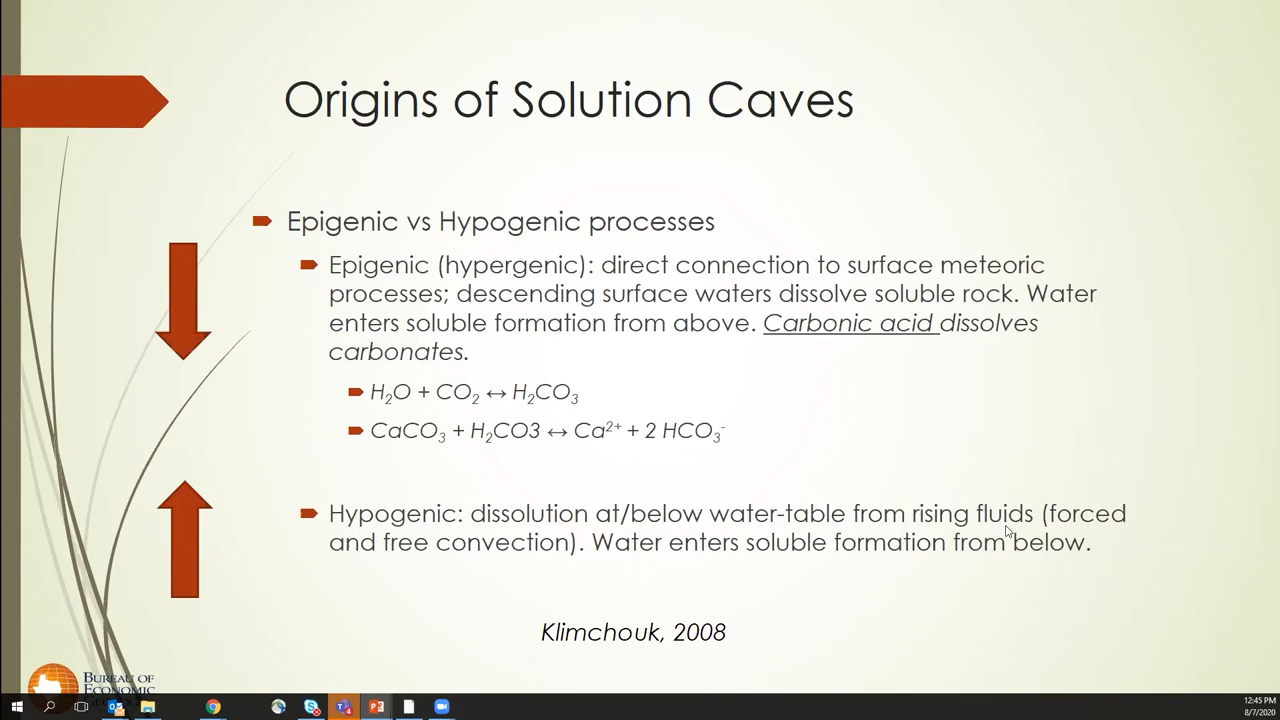 Origins of Solution Caves
Epigenic vs Hypogenic processes
Epigenic (hypergenic): direct connection to surface meteoric
processes; descending surface waters dissolve soluble rock. Water
enters soluble formation from above. Carbonic acid dissolves
carbonates.
H₂O + CO₂ ↔ H₂CO₃
CaCO₃ + H₂CO3 ↔ Ca²⁺ + 2 HCO₃⁻
Hypogenic: dissolution at/below water-table from rising fluids (forced
and free convection). Water enters soluble formation from below.
Klimchouk, 2008
BUREAU OF
ECONOMIC
12:45 PM
8/7/2020